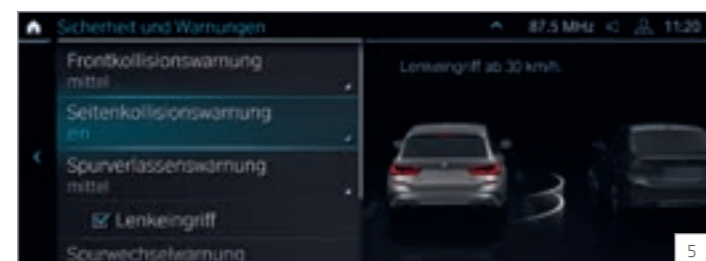 Sicherheit und Warnungen
87.5 MHz 11:20
Frontkollisionswarnung
mittel
Lenkeingriff ab 30 km/h.
Seitenkollisionswarnung
ein
Spurverlassenswarnung
mittel
Lenkeingriff
Spurwechselwarnung
5